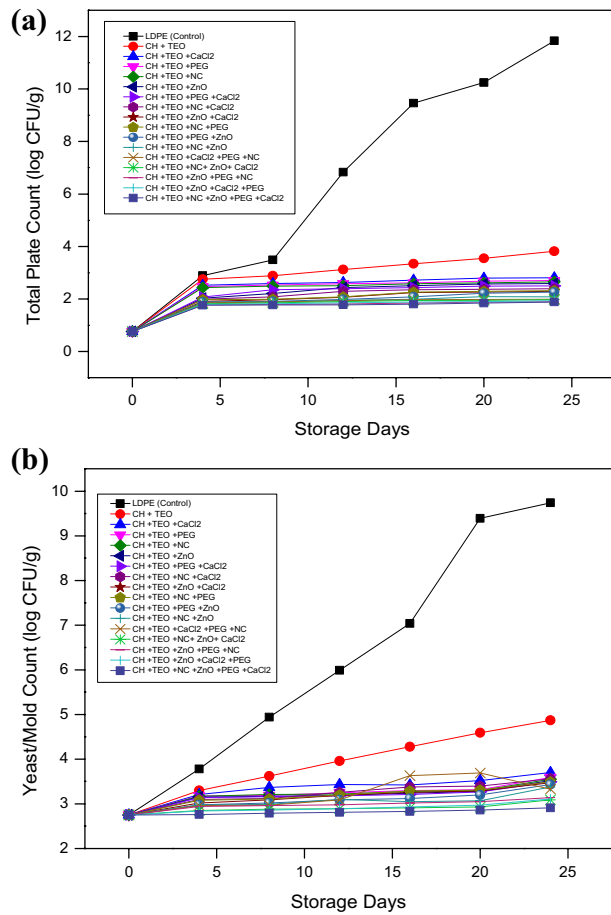 (a)
12
10
8
6
4
2
0
Total Plate Count (log CFU/g)
LDPE (Control)
CH + TEO
CH +TEO +CaCl2
CH +TEO +PEG
CH +TEO +NC
CH +TEO +ZnO
CH +TEO +PEG +CaCl2
CH +TEO +NC +CaCl2
CH +TEO +ZnO +CaCl2
CH +TEO +NC +PEG
CH +TEO +PEG +ZnO
CH +TEO +NC +ZnO
CH +TEO +CaCl2 +PEG +NC
CH +TEO +NC+ ZnO+ CaCl2
CH +TEO +ZnO +PEG +NC
CH +TEO +ZnO +CaCl2 +PEG
CH +TEO +NC +ZnO +PEG +CaCl2
0 5 10 15 20 25
Storage Days
(b)
10
9
8
7
6
5
4
3
2
Yeast/Mold Count (log CFU/g)
LDPE (Control)
CH + TEO
CH +TEO +CaCl2
CH +TEO +PEG
CH +TEO +NC
CH +TEO +ZnO
CH +TEO +PEG +CaCl2
CH +TEO +NC +CaCl2
CH +TEO +ZnO +CaCl2
CH +TEO +NC +PEG
CH +TEO +PEG +ZnO
CH +TEO +NC +ZnO
CH +TEO +CaCl2 +PEG +NC
CH +TEO +NC+ ZnO+ CaCl2
CH +TEO +ZnO +PEG +NC
CH +TEO +ZnO +CaCl2 +PEG
CH +TEO +NC +ZnO +PEG +CaCl2
0 5 10 15 20 25
Storage Days